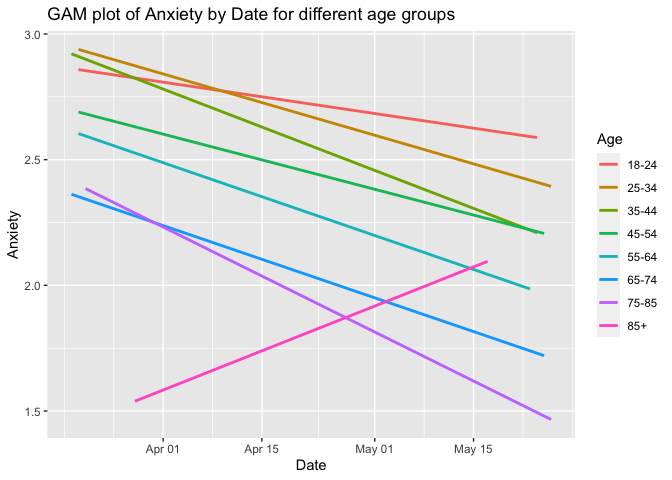 GAM plot of Anxiety by Date for different age groups
3.0
2.5
2.0
1.5
Anxiety
Apr 01
Apr 15
May 01
May 15
Date
Age
18-24
25-34
35-44
45-54
55-64
65-74
75-85
85+